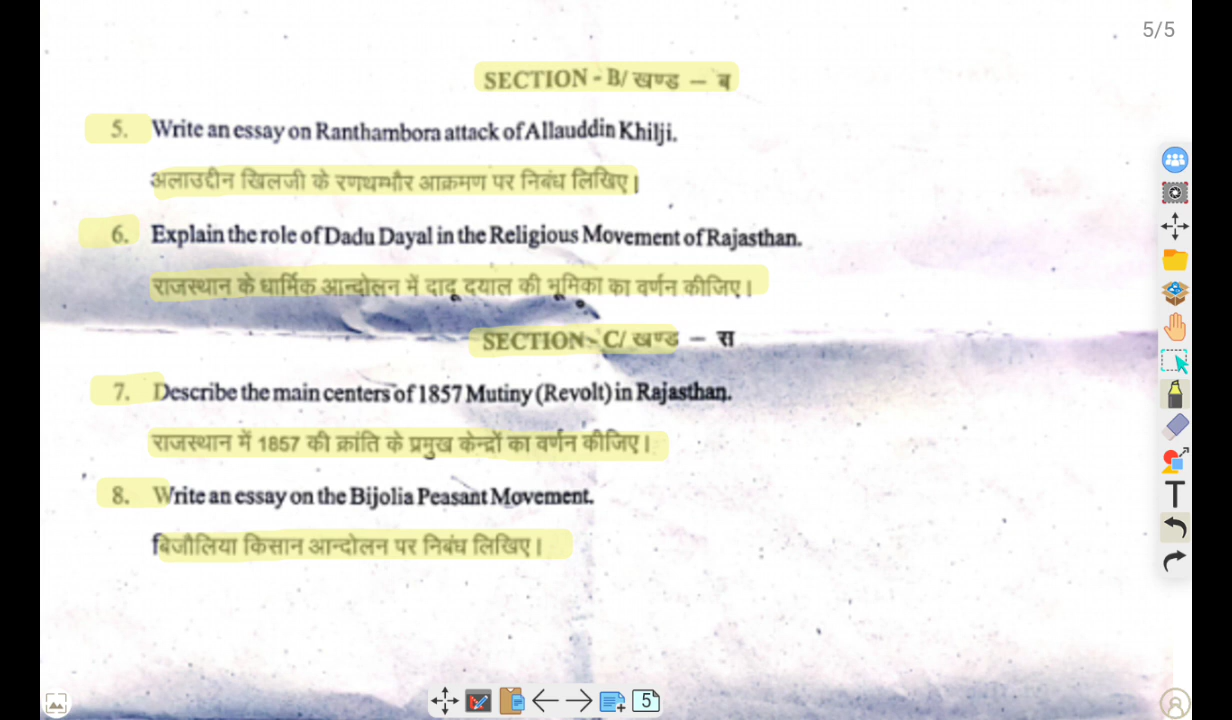 5/5
SECTION - B/ खण्ड – ब
5. Write an essay on Ranthambora attack of Allauddin Khilji.
अलाउद्दीन खिलजी के रणथम्भौर आक्रमण पर निबंध लिखिए।
6. Explain the role of Dadu Dayal in the Religious Movement of Rajasthan.
राजस्थान के धार्मिक आन्दोलन में दादू दयाल की भूमिका का वर्णन कीजिए।
SECTION - C/ खण्ड – स
7. Describe the main centers of 1857 Mutiny (Revolt) in Rajasthan.
राजस्थान में 1857 की क्रांति के प्रमुख केन्द्रों का वर्णन कीजिए।
8. Write an essay on the Bijolia Peasant Movement.
बिजौलिया किसान आन्दोलन पर निबंध लिखिए।
T
5